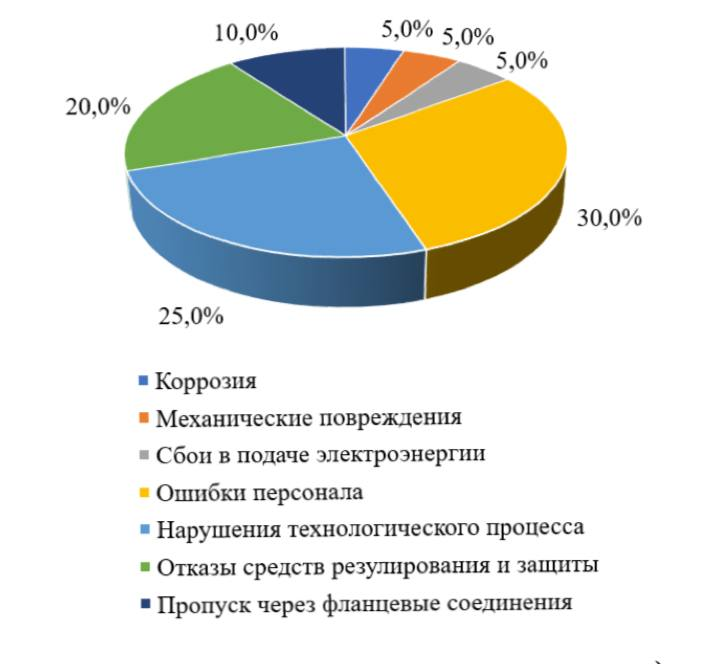 10,0%
5,0%
5,0%
5,0%
20,0%
30,0%
25,0%
Коррозия
Механические повреждения
Сбои в подаче электроэнергии
Ошибки персонала
Нарушения технологического процесса
Отказы средств резулирования и защиты
Пропуск через фланцевые соединения